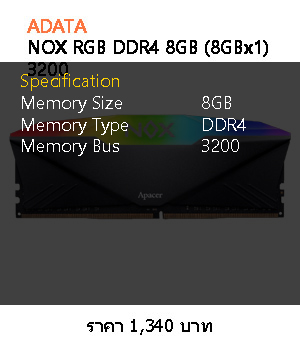 ADATA
NOX RGB DDR4 8GB (8GBx1)
3200
Specification
Memory Size 8GB
Memory Type DDR4
Memory Bus 3200
NOX
Apacer
ราคา 1,340 บาท